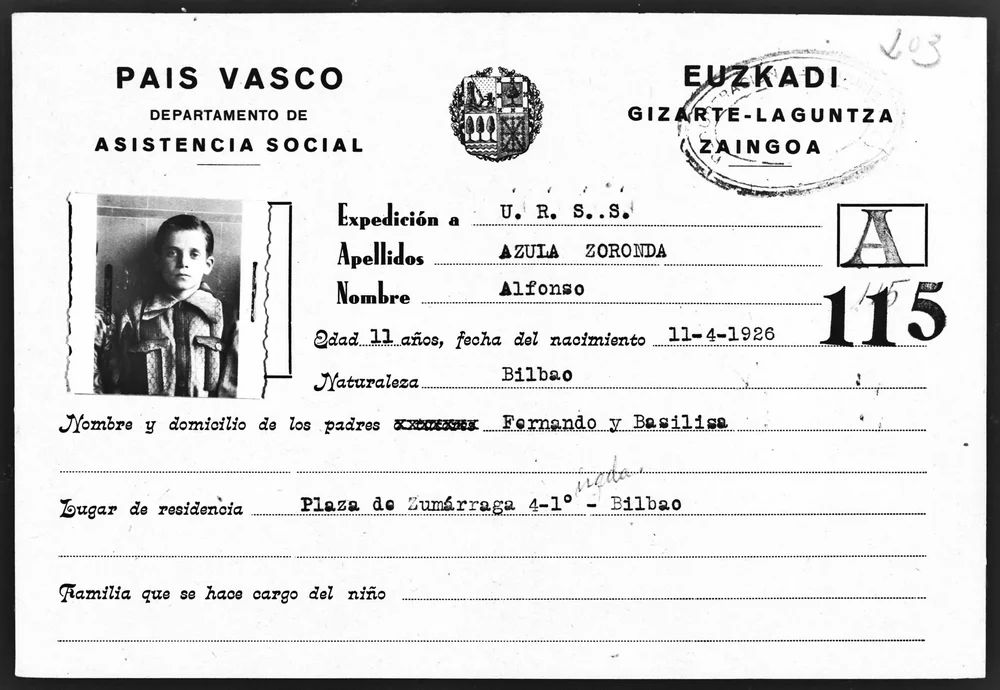 203
PAIS VASCO
DEPARTAMENTO DE
ASISTENCIA SOCIAL
EUZKADI
GIZARTE-LAGUNTZA
ZAINGOA
Expedición a U. R. S..S.
Apellidos AZULA ZORONDA
A
Nombre Alfonso
115
115
Edad 11 años, fecha del nacimiento 11-4-1926
Naturaleza Bilbao
Nombre y domicilio de los padres Fernando y Basilisa
Lugar de residencia Plaza de Zumárraga 4-1º - Bilbao
Familia que se hace cargo del niño